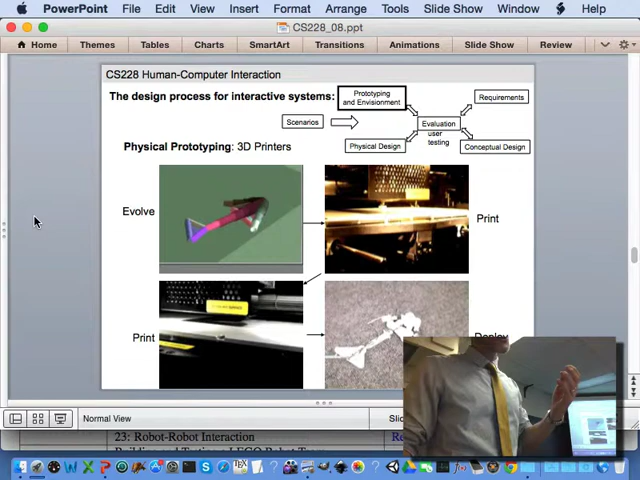 PowerPoint File Edit View Insert Format Arrange Tools Slide Show Window Help
CS228_08.ppt
Home Themes Tables Charts SmartArt Transitions Animations Slide Show Review
CS228 Human-Computer Interaction
The design process for interactive systems:
Prototyping
and Envisionment
Requirements
Scenarios
Evaluation
user
testing
Physical Design
Conceptual Design
Physical Prototyping: 3D Printers
Evolve
Print
Print
Deploy
Normal View
Slid
23: Robot-Robot Interaction
Re